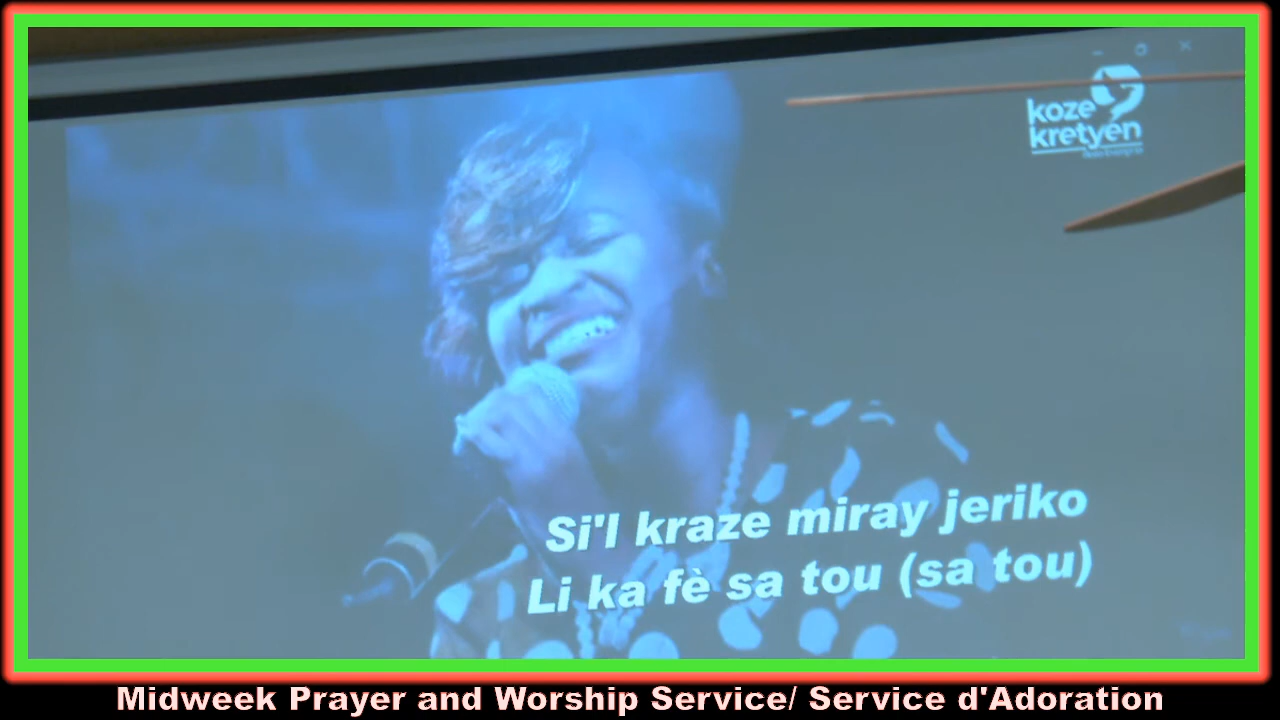 koze
kretyen
Si'l kraze miray jeriko
Li ka fè sa tou (sa tou)
Midweek Prayer and Worship Service/ Service d'Adoration